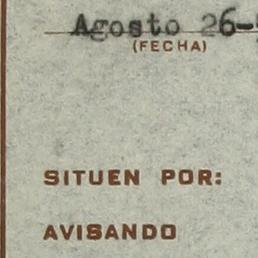 Agosto 26-
(FECHA)
SITUEN POR:
AVISANDO